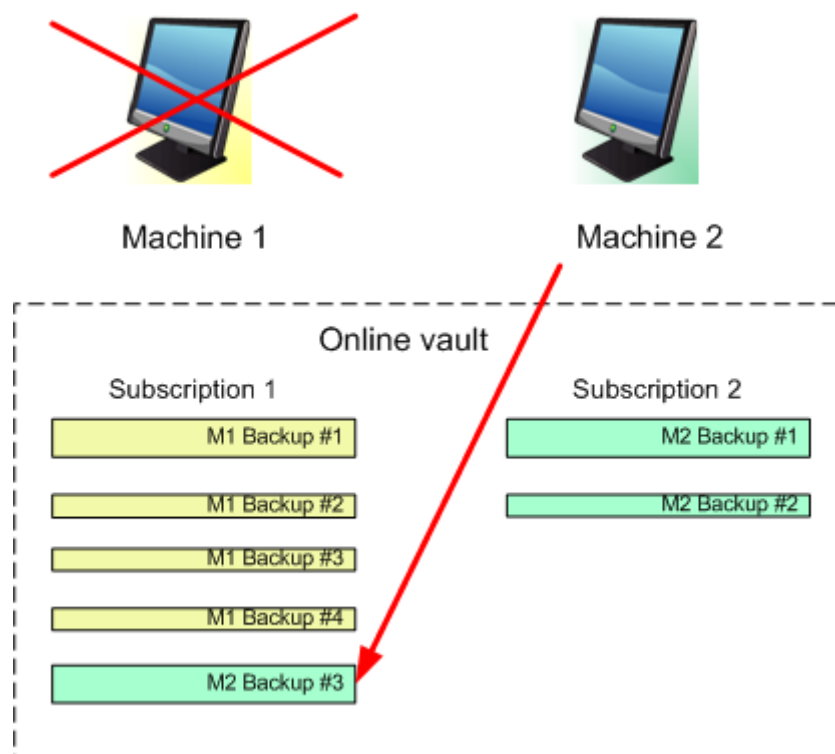 Machine 1
Machine 2
Online vault
Subscription 1
Subscription 2
M1 Backup #1
M2 Backup #1
M1 Backup #2
M2 Backup #2
M1 Backup #3
M1 Backup #4
M2 Backup #3